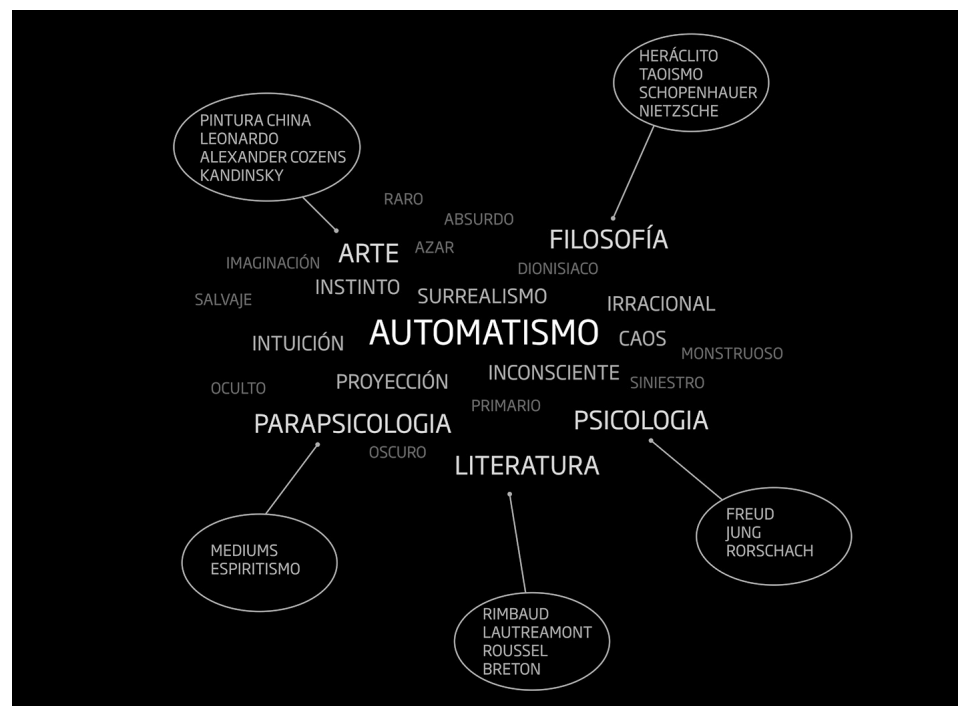 HERÁCLITO
TAOISMO
SCHOPENHAUER
NIETZSCHE
PINTURA CHINA
LEONARDO
ALEXANDER COZENS
KANDINSKY
RARO
ABSURDO
FILOSOFÍA
ARTE
AZAR
IMAGINACIÓN
DIONISIACO
INSTINTO
SURREALISMO
SALVAJE
IRRACIONAL
AUTOMATISMO
CAOS
INTUICIÓN
MONSTRUOSO
INCONSCIENTE
PROYECCIÓN
SINIESTRO
OCULTO
PRIMARIO
PARAPSICOLOGIA
PSICOLOGIA
OSCURO
LITERATURA
FREUD
JUNG
RORSCHACH
MEDIUMS
ESPIRITISMO
RIMBAUD
LAUTREAMONT
ROUSSEL
BRETON